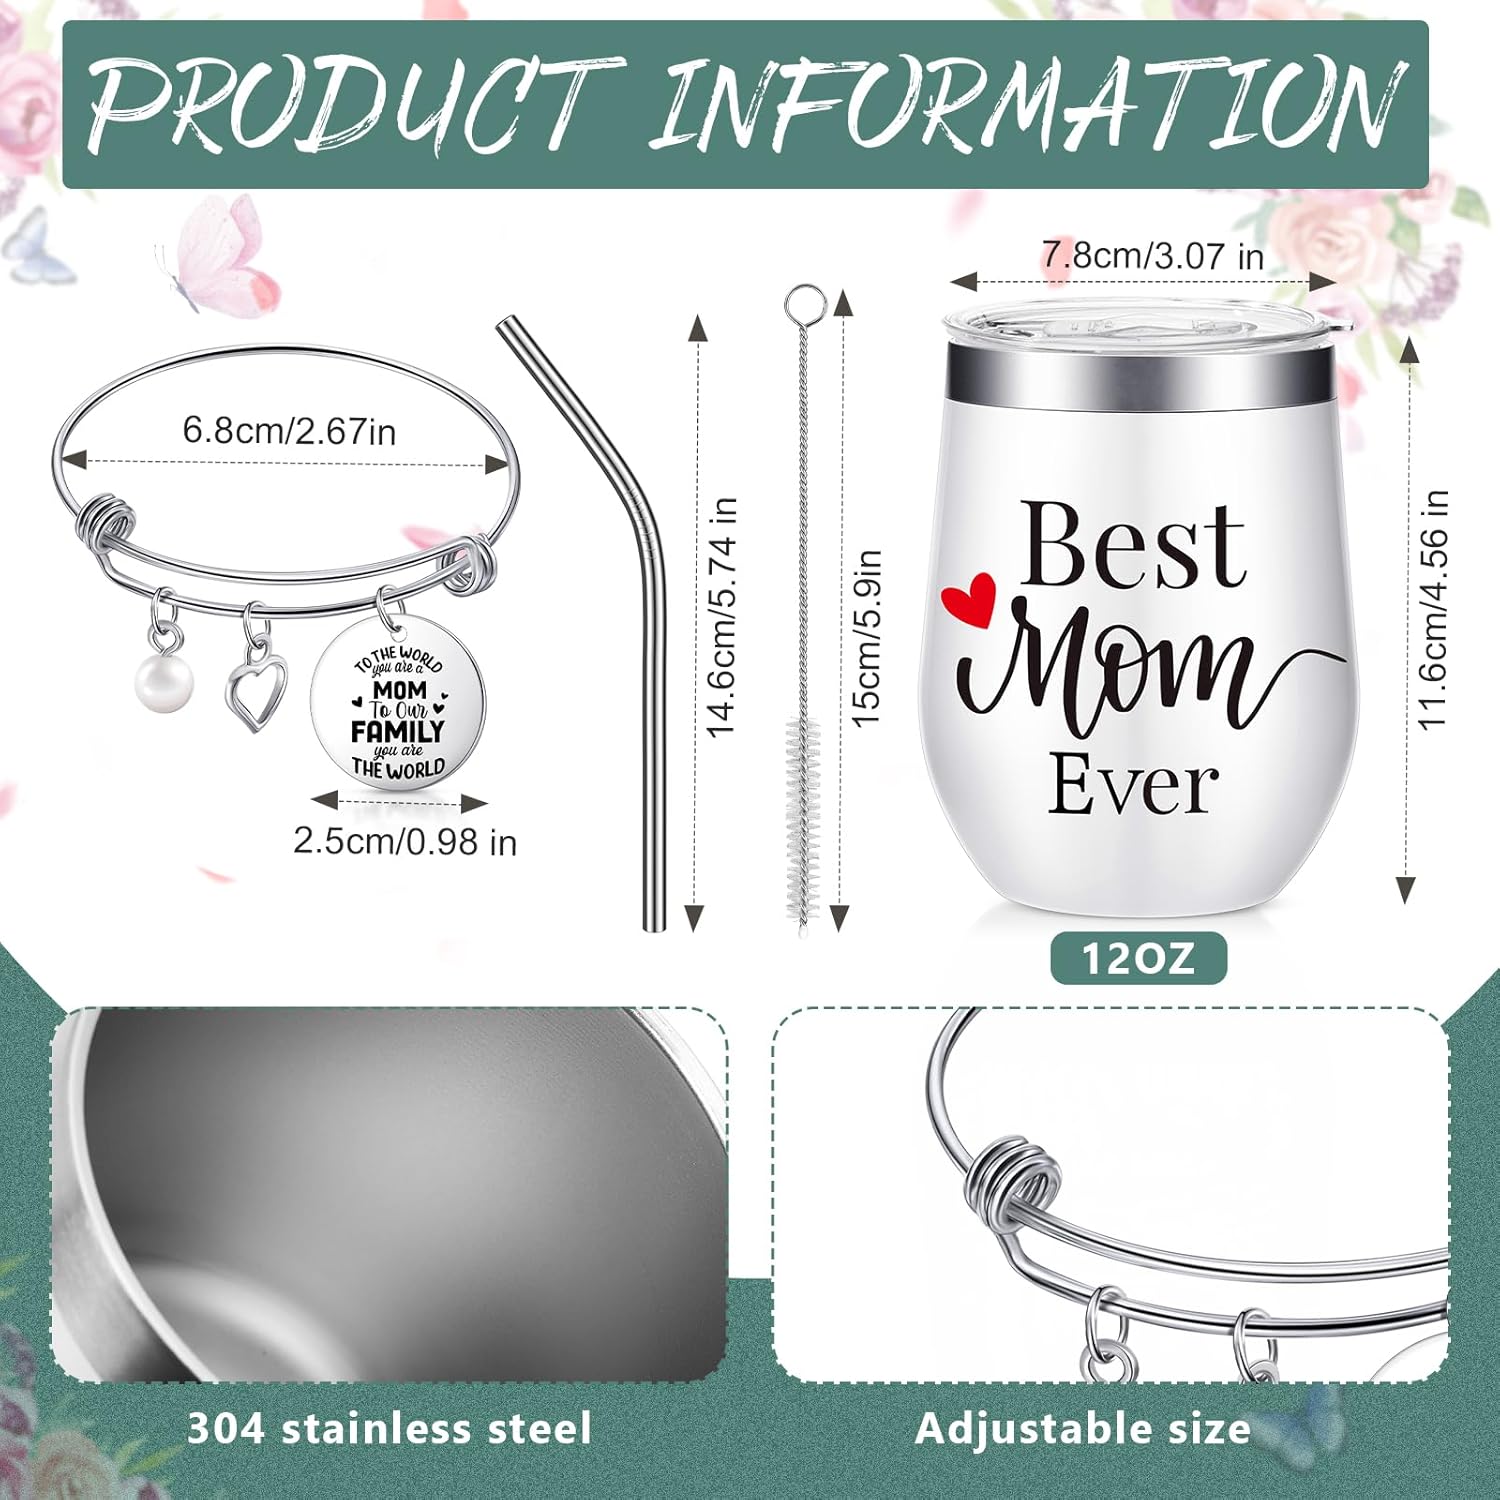 PRODUCT INFORMATION
7.8cm/3.07 in
6.8cm/2.67in
14.6cm/5.74 in
15cm/5.9in
11.6cm/4.56 in
Best
Mom
Ever
TO THE WORLD
you are a
MOM
To Our
FAMILY
you are
THE WORLD
2.5cm/0.98 in
12OZ
304 stainless steel
Adjustable size